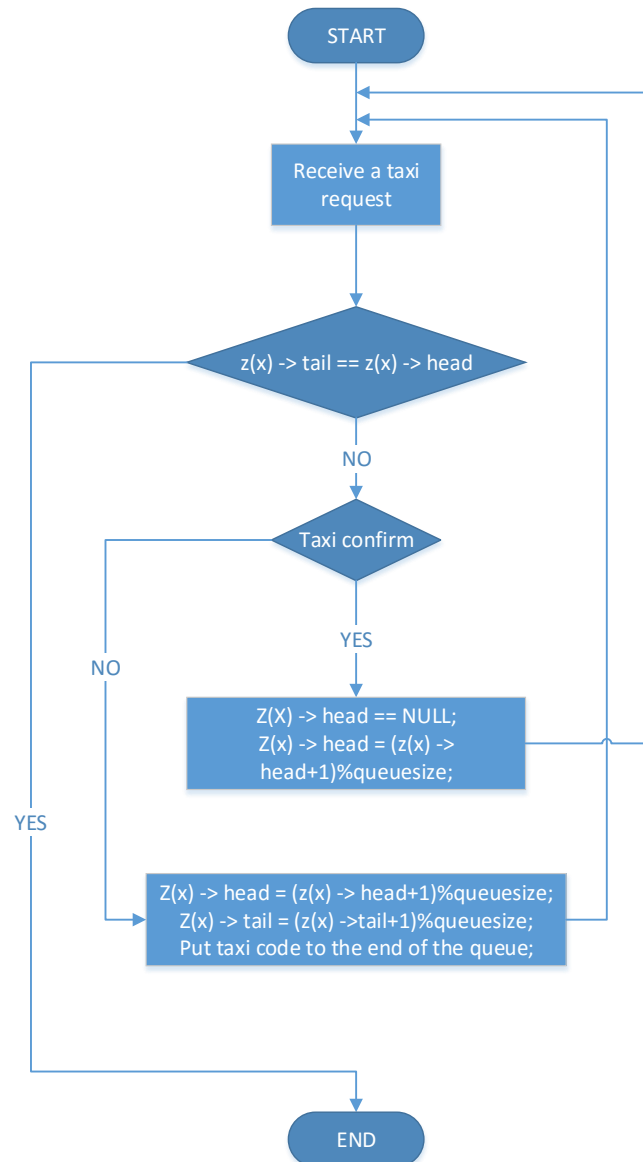 START
Receive a taxi
request
z(x) -> tail == z(x) -> head
NO
Taxi confirm
YES
NO
Z(X) -> head == NULL;
Z(x) -> head = (z(x) ->
head+1)%queuesize;
YES
Z(x) -> head = (z(x) -> head+1)%queuesize;
Z(x) -> tail = (z(x) ->tail+1)%queuesize;
Put taxi code to the end of the queue;
END